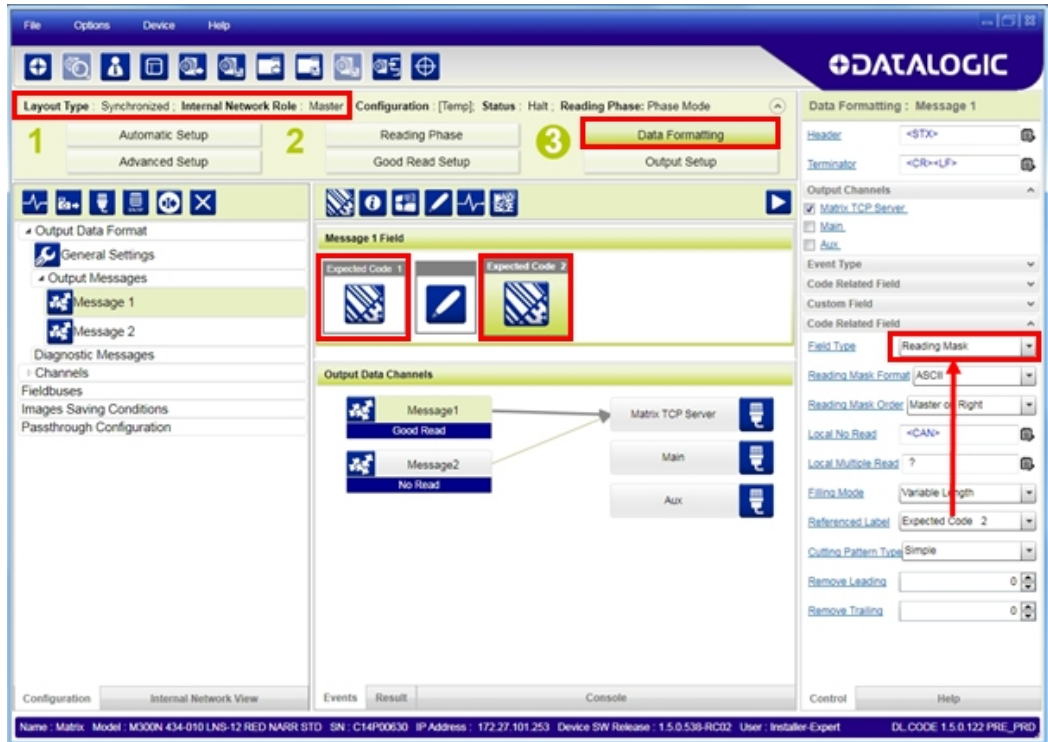 File Options Device Help
DATALOGIC
Layout Type : Synchronized ; Internal Network Role : Master Configuration : [Temp]; Status : Halt ; Reading Phase: Phase Mode
1 Automatic Setup 2 Reading Phase 3 Data Formatting
Advanced Setup Good Read Setup Output Setup
Output Data Format
General Settings
Output Messages
Message 1
Message 2
Diagnostic Messages
Channels
Fieldbuses
Images Saving Conditions
Passthrough Configuration
Configuration Internal Network View
Message 1 Field
Expected Code 1 Expected Code 2
Output Data Channels
Message1
Good Read
Message2
No Read
Matrix TCP Server
Main
Aux
Events Result Console
Data Formatting : Message 1
Header <STX>
Terminator <CR><LF>
Output Channels
Matrix TCP Server
Main
Aux
Event Type
Code Related Field
Custom Field
Code Related Field
Field Type Reading Mask
Reading Mask Format ASCII
Reading Mask Order Master on Right
Local No Read <CAN>
Local Multiple Read ?
Filling Mode Variable Length
Referenced Label Expected Code 2
Cutting Pattern Type Simple
Remove Leading 0
Remove Trailing 0
Control Help
Name : Matrix Model : M300N 434-010 LNS-12 RED NARR STD SN : C14P00630 IP Address : 172.27.101.253 Device SW Release : 1.5.0.538-RC02 User : Installer-Expert DL.CODE 1.5.0.122 PRE_PRD